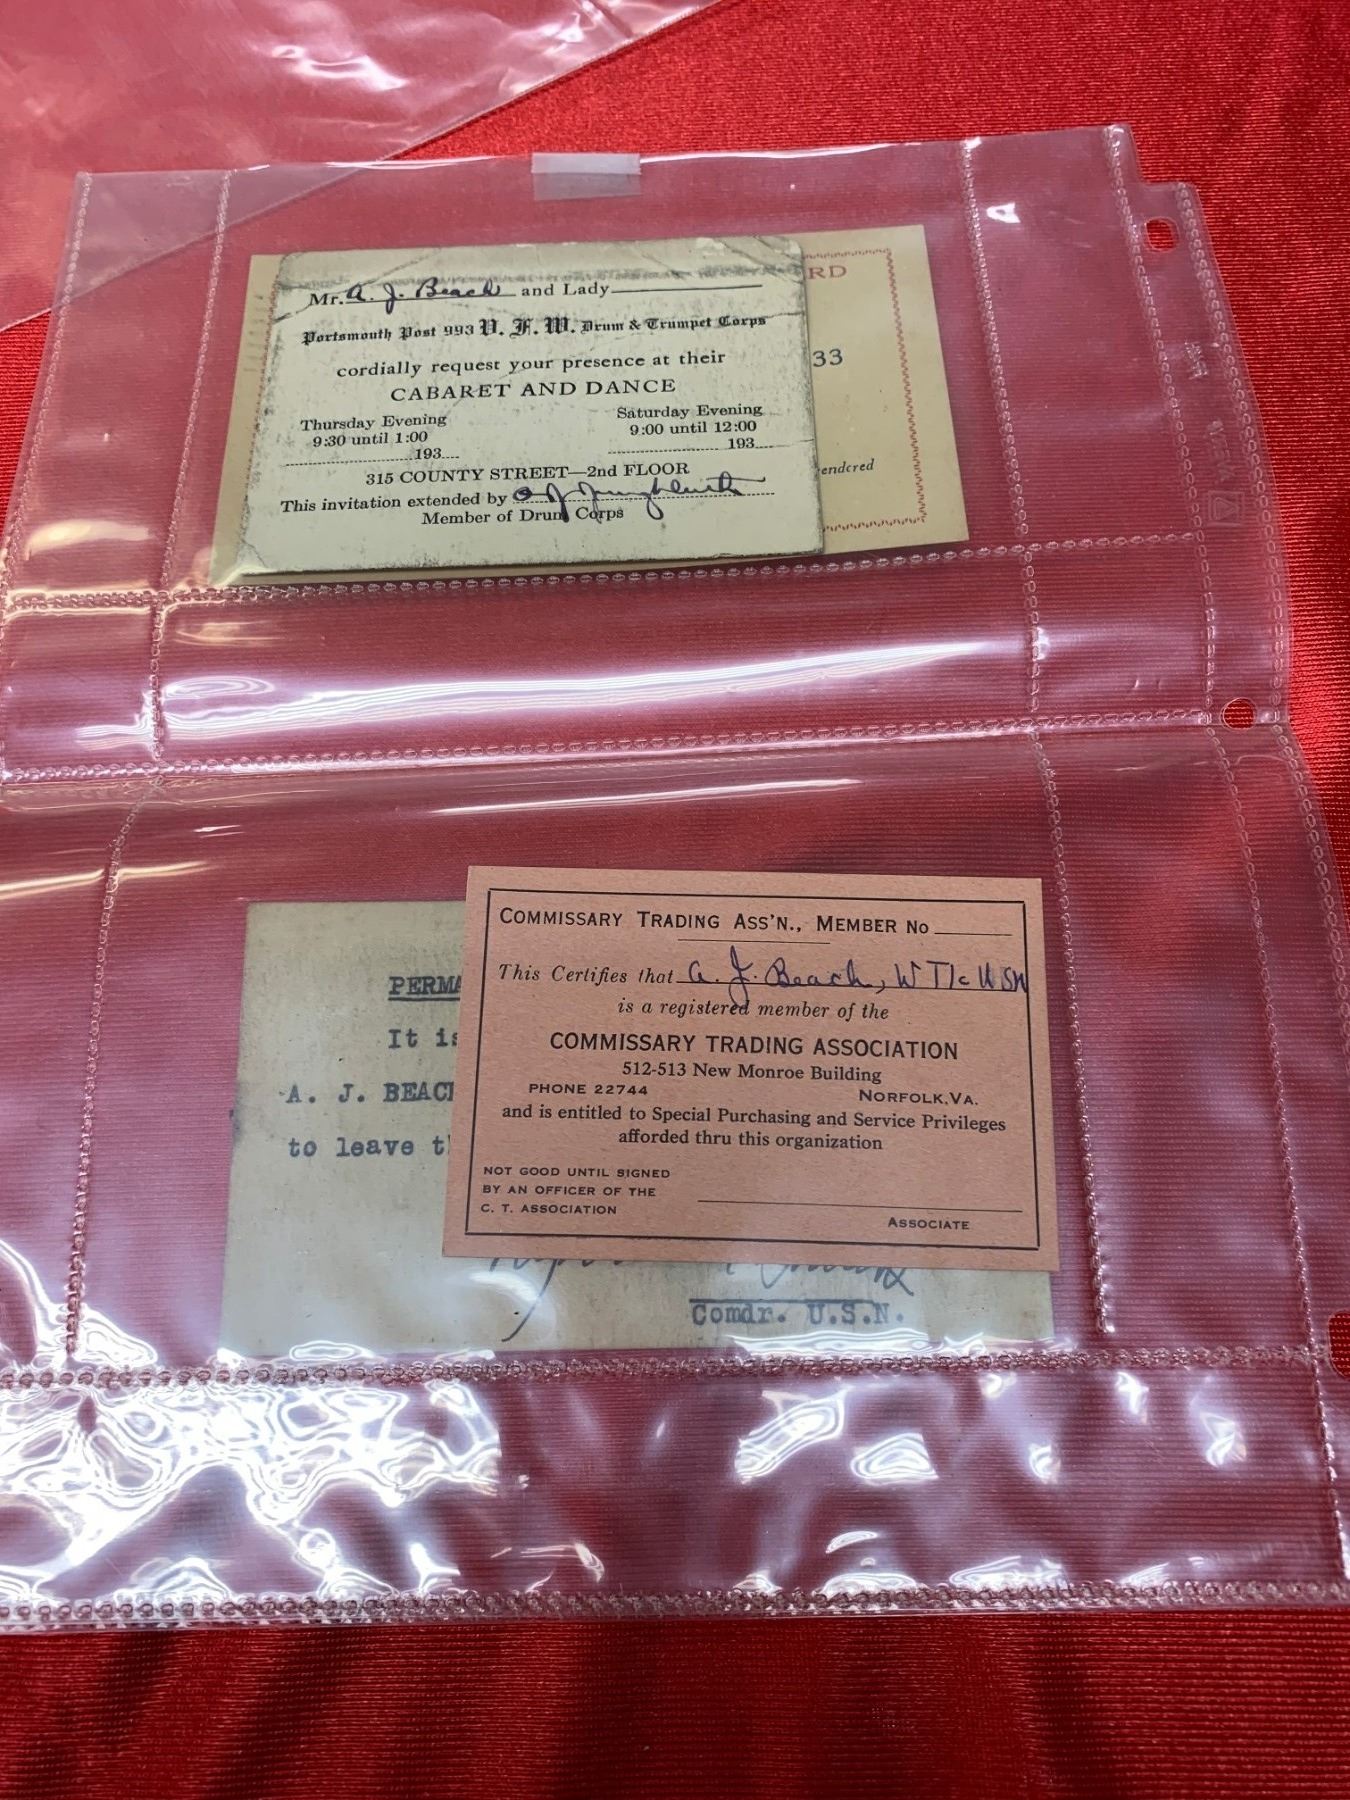 Mr. A. J. Beach and Lady
Portsmouth Post 993 V. F. W. Drum & Trumpet Corps
cordially request your presence at their
CABARET AND DANCE
Thursday Evening
9:30 until 1:00
193
Saturday Evening
9:00 until 12:00
193
315 COUNTY STREET—2nd FLOOR
This invitation extended by
Member of Drum Corps
RD
33
endered
COMMISSARY TRADING ASS'N., MEMBER No
This Certifies that A. J. Beach, WTlc USN
is a registered member of the
COMMISSARY TRADING ASSOCIATION
512-513 New Monroe Building
PHONE 22744 NORFOLK, VA.
and is entitled to Special Purchasing and Service Privileges
afforded thru this organization
NOT GOOD UNTIL SIGNED
BY AN OFFICER OF THE
C. T. ASSOCIATION
ASSOCIATE
PERMA
It is
A. J. BEACH
to leave t
Comdr. U.S.N.